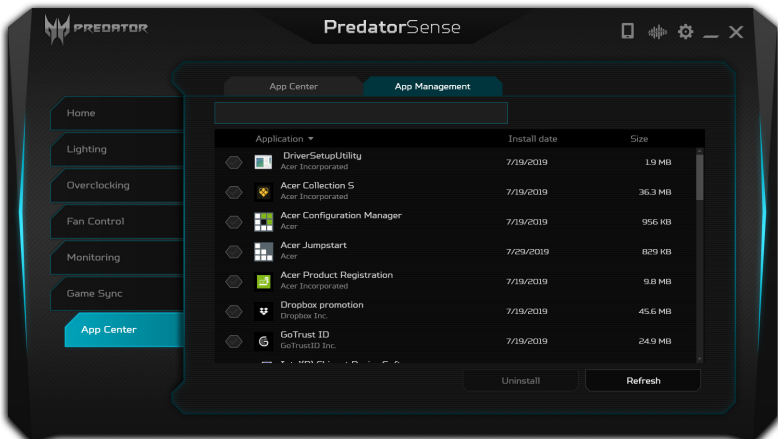 PREDATOR
PredatorSense
App Center
App Management
Home
Lighting
Overclocking
Fan Control
Monitoring
Game Sync
App Center
Application Install date Size
DriverSetupUtility
Acer Incorporated
7/19/2019 1.9 MB
Acer Collection S
Acer Incorporated
7/19/2019 36.3 MB
Acer Configuration Manager
Acer
7/19/2019 956 KB
Acer Jumpstart
Acer
7/29/2019 829 KB
Acer Product Registration
Acer Incorporated
7/19/2019 9.8 MB
Dropbox promotion
Dropbox Inc.
7/19/2019 45.6 MB
GoTrust ID
GoTrustID Inc.
7/19/2019 24.9 MB
Uninstall
Refresh